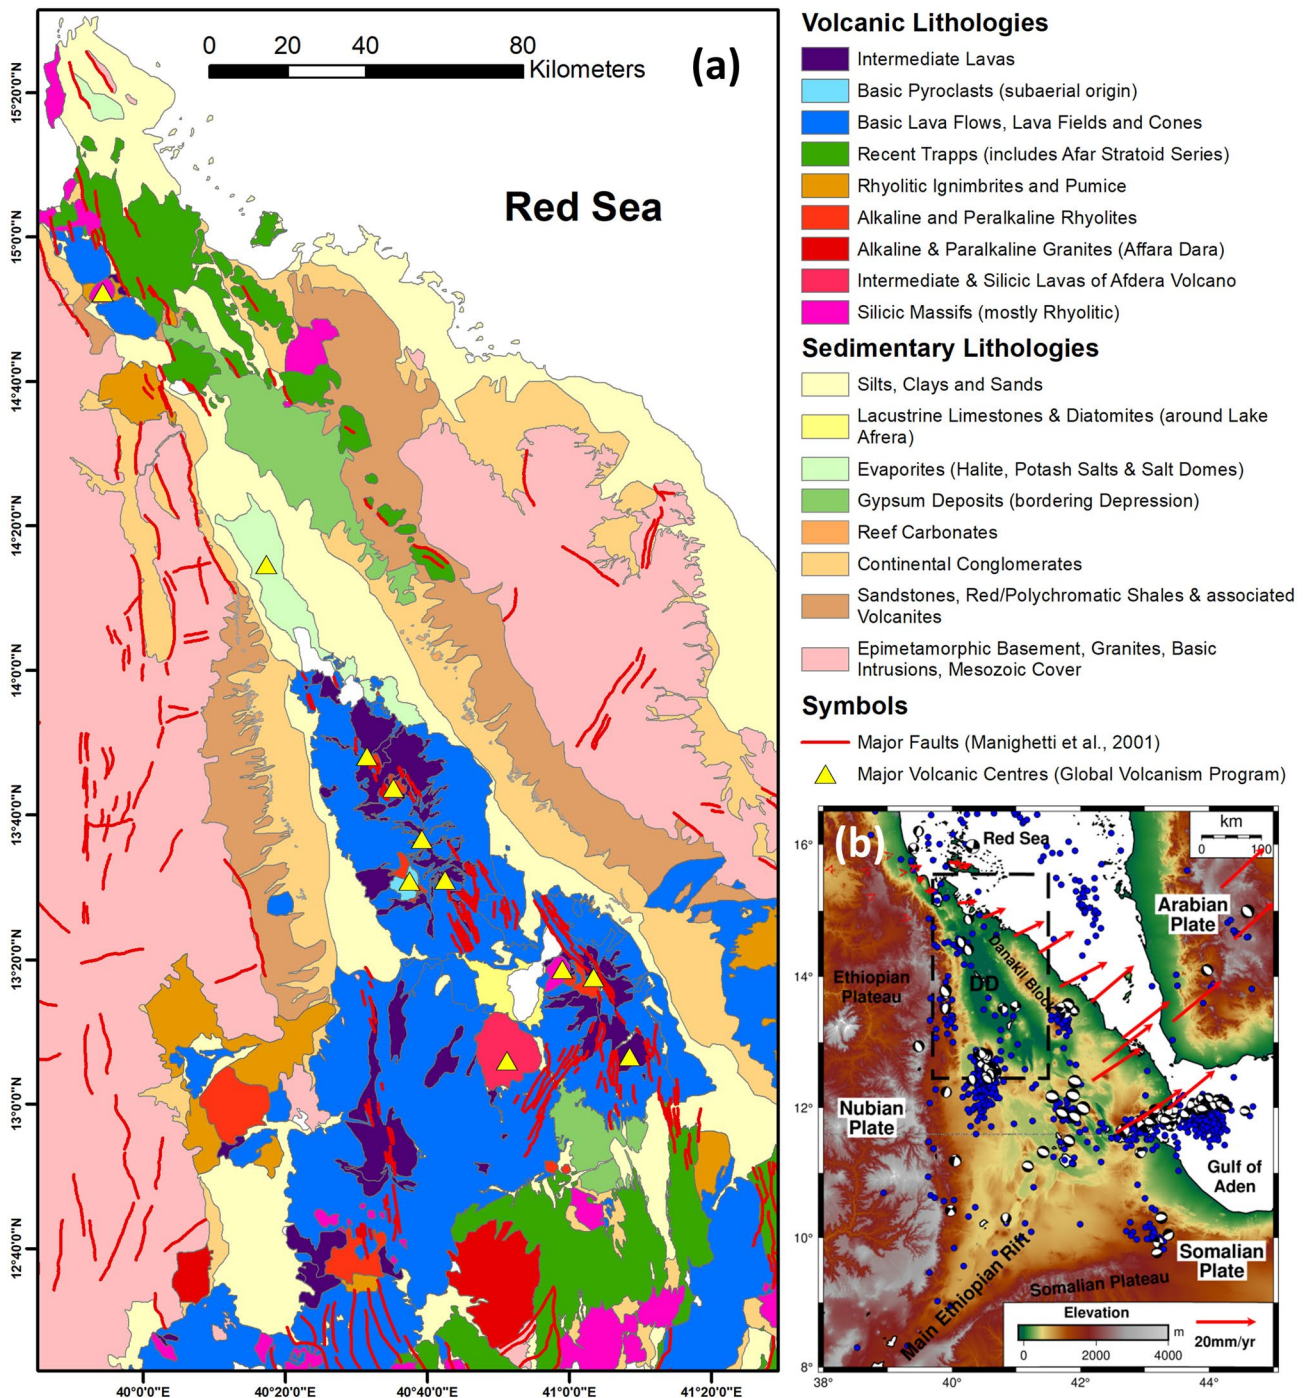 0 20 40 80
Kilometers
(a)
Red Sea
15°20'0"N
15°0'0"N
14°40'0"N
14°20'0"N
14°0'0"N
13°40'0"N
13°20'0"N
13°0'0"N
12°40'0"N
40°0'0"E
40°20'0"E
40°40'0"E
41°0'0"E
41°20'0"E
Volcanic Lithologies
Intermediate Lavas
Basic Pyroclasts (subaerial origin)
Basic Lava Flows, Lava Fields and Cones
Recent Trapps (includes Afar Stratoid Series)
Rhyolitic Ignimbrites and Pumice
Alkaline and Peralkaline Rhyolites
Alkaline & Paralkaline Granites (Affara Dara)
Intermediate & Silicic Lavas of Afdera Volcano
Silicic Massifs (mostly Rhyolitic)
Sedimentary Lithologies
Silts, Clays and Sands
Lacustrine Limestones & Diatomites (around Lake
Afrera)
Evaporites (Halite, Potash Salts & Salt Domes)
Gypsum Deposits (bordering Depression)
Reef Carbonates
Continental Conglomerates
Sandstones, Red/Polychromatic Shales & associated
Volcanites
Epimetamorphic Basement, Granites, Basic
Intrusions, Mesozoic Cover
Symbols
Major Faults (Manighetti et al., 2001)
Major Volcanic Centres (Global Volcanism Program)
(b)
km
0 100
Red Sea
Arabian
Plate
Danakil Block
DD
Ethiopian
Plateau
Nubian
Plate
Gulf of
Aden
Somalian
Plate
Main Ethiopian Rift
Somalian Plateau
Elevation
m
0 2000 4000
20mm/yr
16°
14°
12°
10°
8°
38° 40° 42° 44°